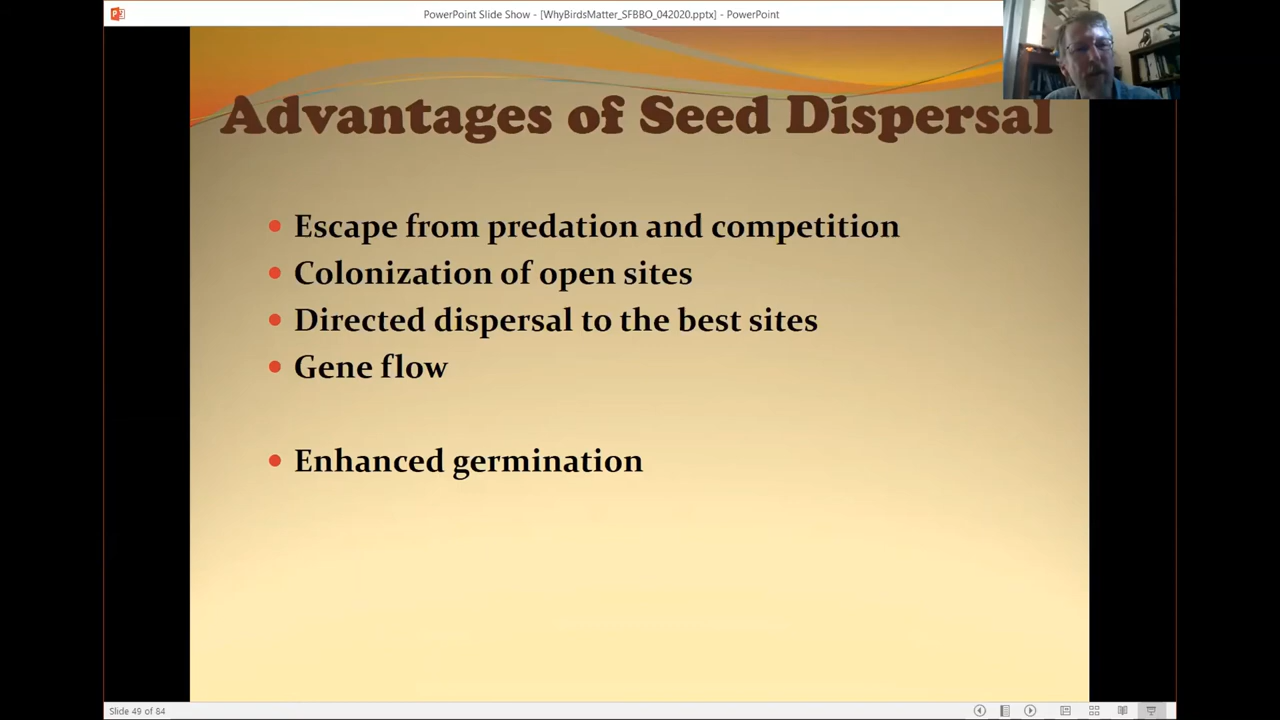 PowerPoint Slide Show - [WhyBirdsMatter_SFBBO_042020.pptx] - PowerPoint
Advantages of Seed Dispersal
Escape from predation and competition
Colonization of open sites
Directed dispersal to the best sites
Gene flow
Enhanced germination
Slide 49 of 84